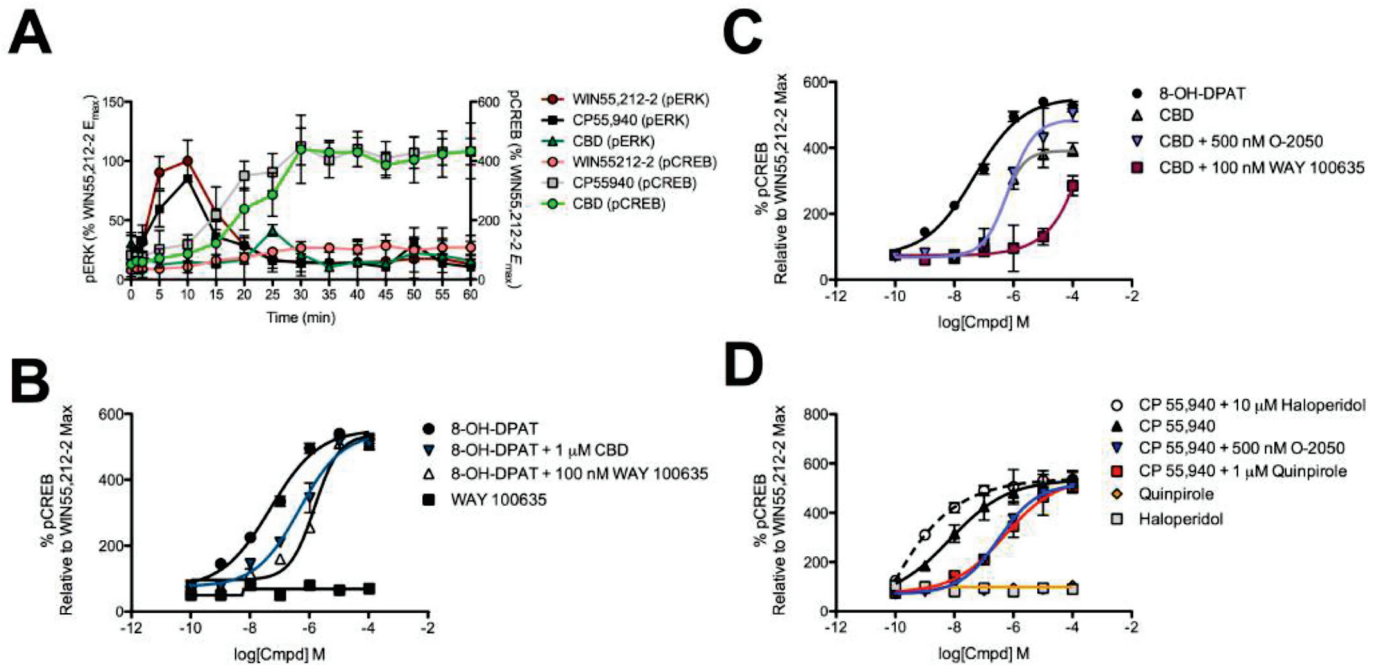 A
pERK (% WIN55,212-2 Emax)
150
100
50
0
0 5 10 15 20 25 30 35 40 45 50 55 60
Time (min)
600
400
200
0
pCREB (% WIN55,212-2 Emax)
WIN55,212-2 (pERK)
CP55,940 (pERK)
CBD (pERK)
WIN55212-2 (pCREB)
CP55940 (pCREB)
CBD (pCREB)
B
% pCREB
Relative to WIN55,212-2 Max
600
400
200
0
-12 -10 -8 -6 -4 -2
log[Cmpd] M
8-OH-DPAT
8-OH-DPAT + 1 μM CBD
8-OH-DPAT + 100 nM WAY 100635
WAY 100635
C
% pCREB
Relative to WIN55,212-2 Max
600
400
200
0
-12 -10 -8 -6 -4 -2
log[Cmpd] M
8-OH-DPAT
CBD
CBD + 500 nM O-2050
CBD + 100 nM WAY 100635
D
% pCREB
Relative to WIN55,212-2 Max
800
600
400
200
0
-12 -10 -8 -6 -4 -2
log[Cmpd] M
CP 55,940 + 10 μM Haloperidol
CP 55,940
CP 55,940 + 500 nM O-2050
CP 55,940 + 1 μM Quinpirole
Quinpirole
Haloperidol